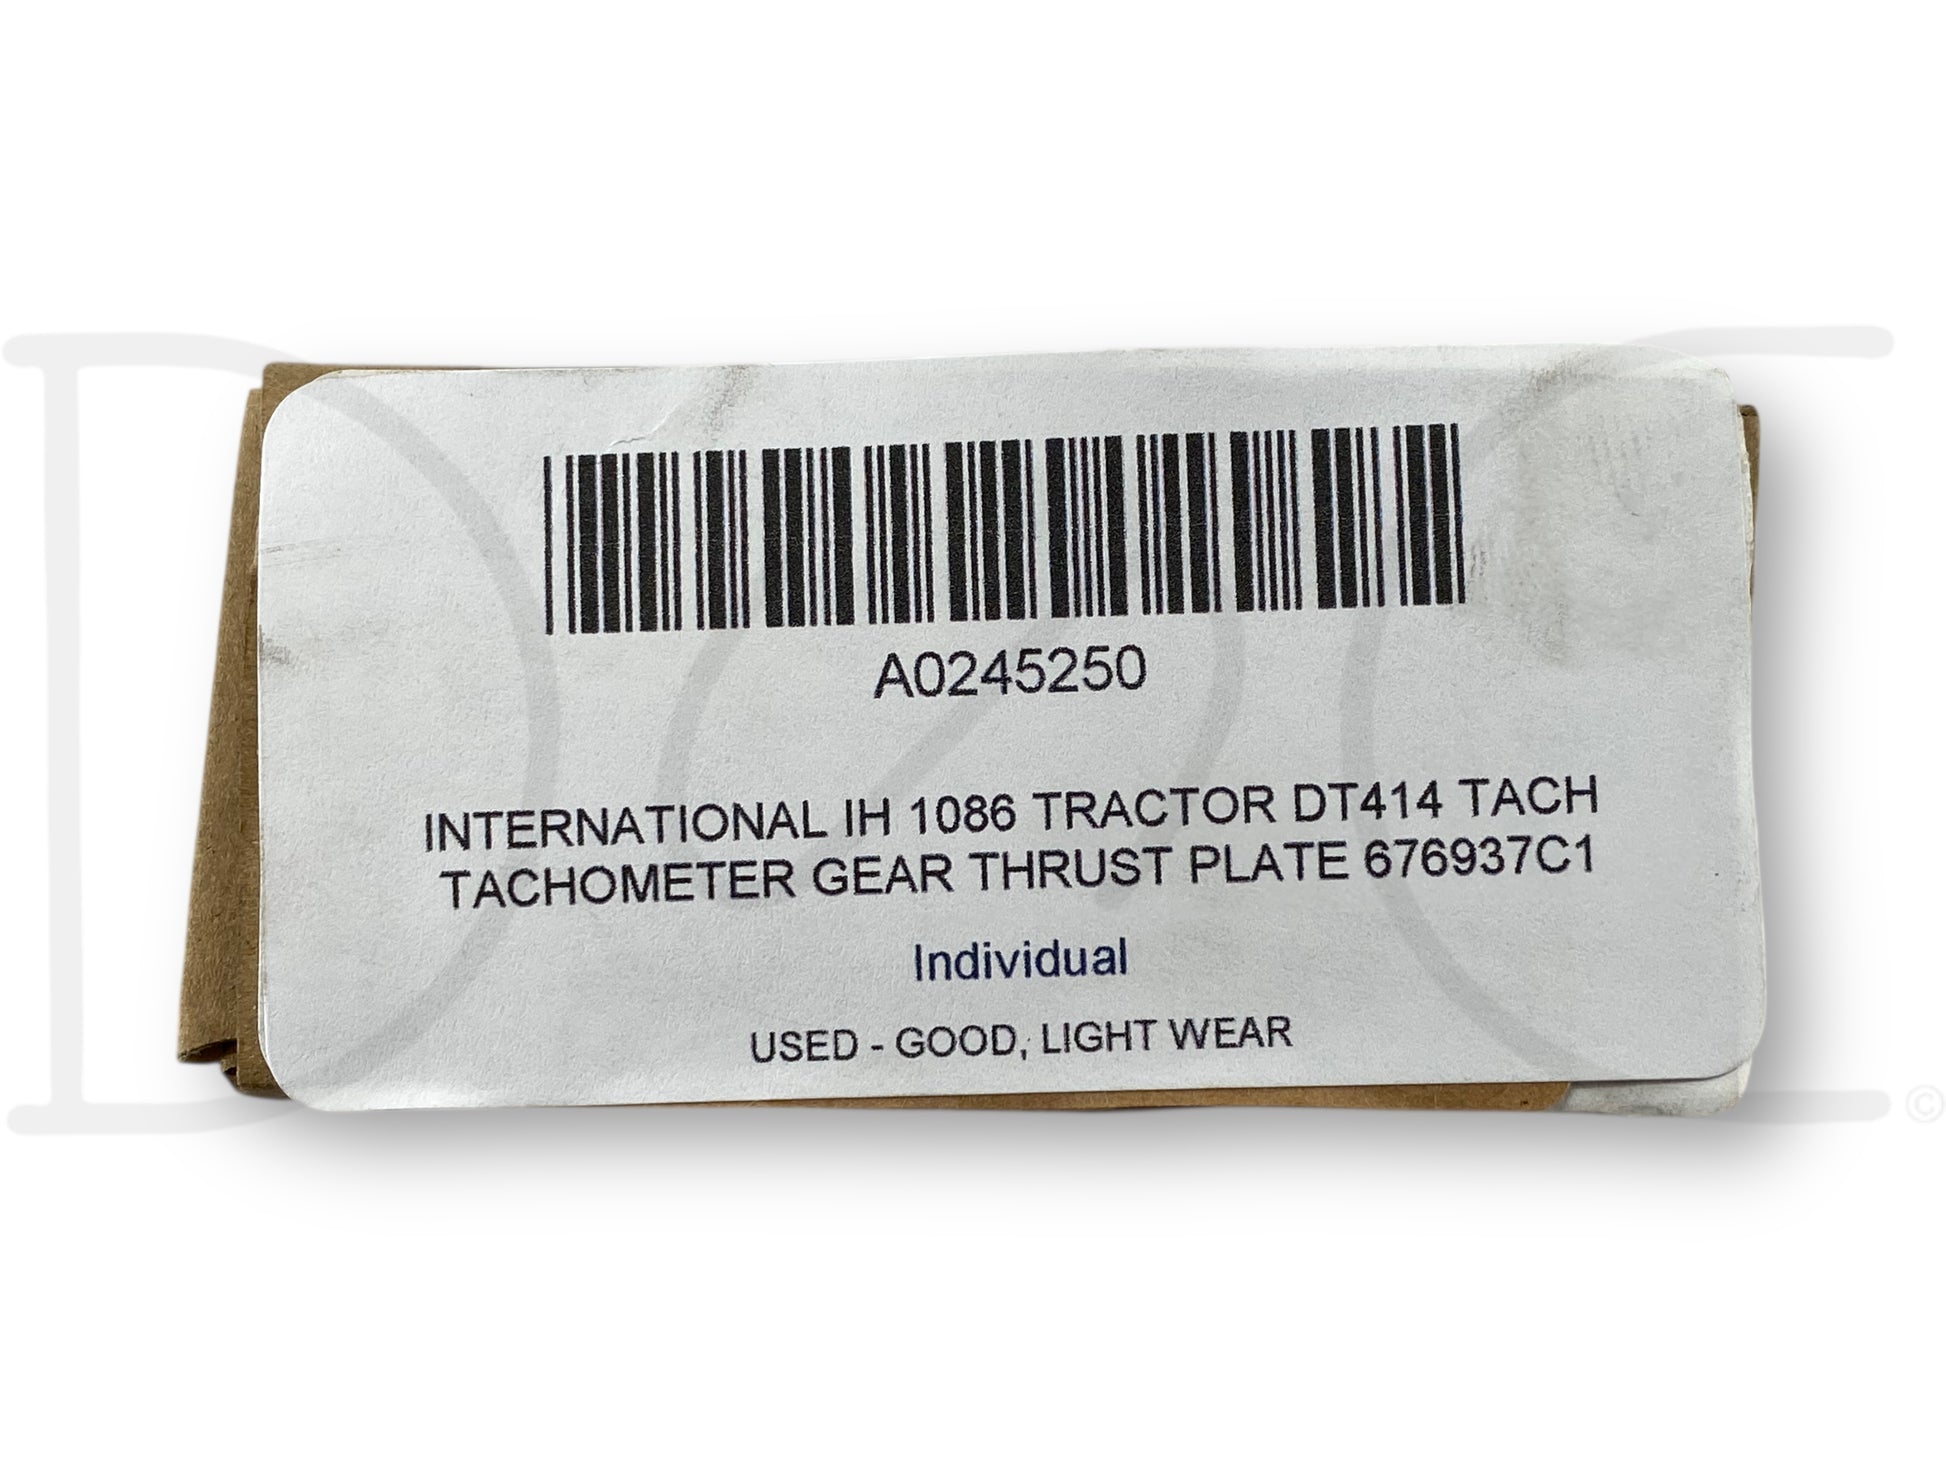 A0245250
INTERNATIONAL IH 1086 TRACTOR DT414 TACH
TACHOMETER GEAR THRUST PLATE 676937C1
Individual
USED - GOOD, LIGHT WEAR
©